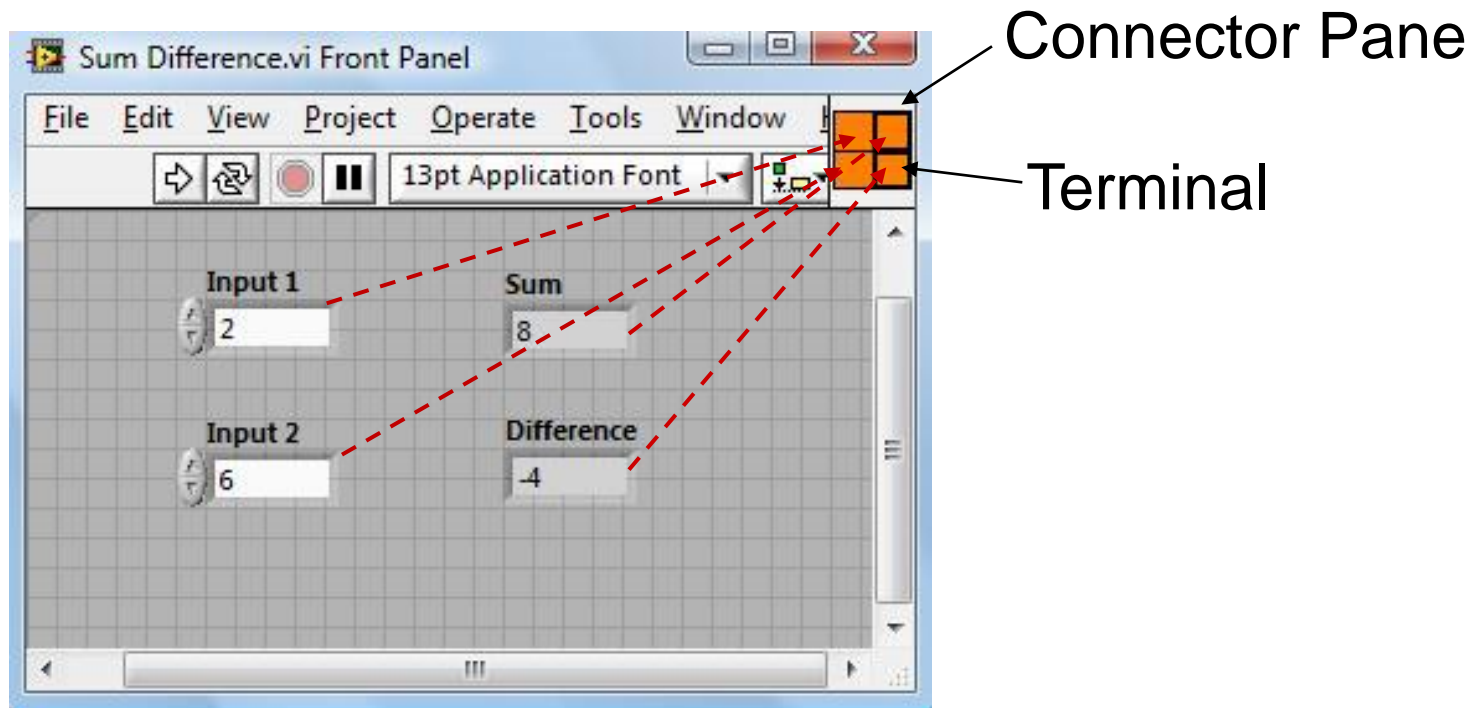 Connector Pane
Sum Difference.vi Front Panel
File Edit View Project Operate Tools Window
13pt Application Font
Terminal
Input 1 Sum
2 8
Input 2 Difference
6 -4